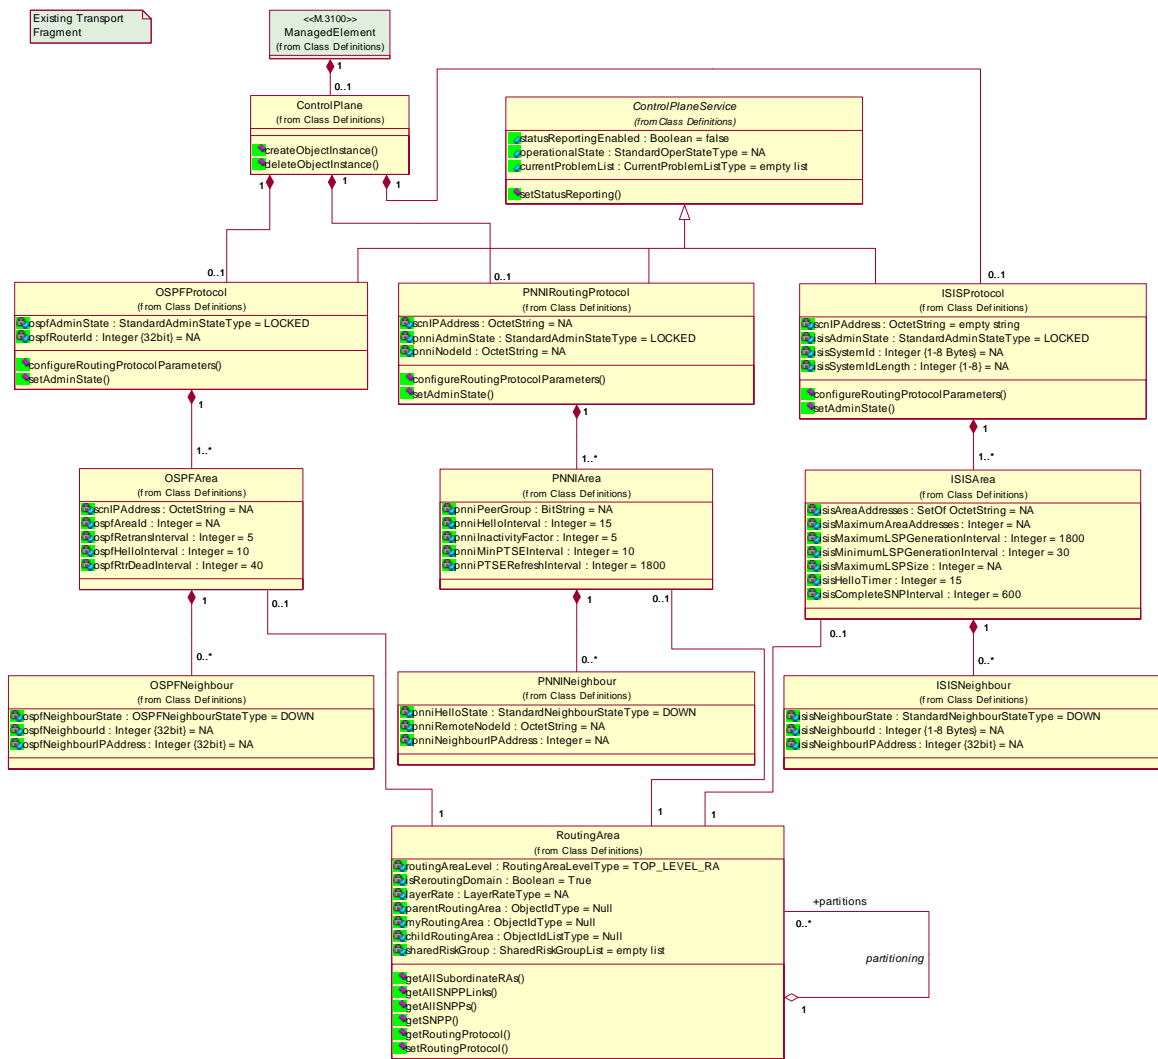 Existing Transport
Fragment
<<M.3100>>
ManagedElement
(from Class Definitions)
1
0..1
ControlPlane
(from Class Definitions)
createObjectInstance()
deleteObjectInstance()
1
1
1
ControlPlaneService
(from Class Definitions)
statusReportingEnabled : Boolean = false
operationalState : StandardOperStateType = NA
currentProblemList : CurrentProblemListType = empty list
setStatusReporting()
0..1
0..1
0..1
OSPFProtocol
(from Class Definitions)
ospfAdminState : StandardAdminStateType = LOCKED
ospfRouterId : Integer {32bit} = NA
configureRoutingProtocolParameters()
setAdminState()
PNNIRoutingProtocol
(from Class Definitions)
scnIPAddress : OctetString = NA
pnniAdminState : StandardAdminStateType = LOCKED
pnniNodeId : OctetString = NA
configureRoutingProtocolParameters()
setAdminState()
ISISProtocol
(from Class Definitions)
scnIPAddress : OctetString = empty string
isisAdminState : StandardAdminStateType = LOCKED
isisSystemId : Integer {1-8 Bytes} = NA
isisSystemIdLength : Integer {1-8} = NA
configureRoutingProtocolParameters()
setAdminState()
1
1..*
1
1..*
1
1..*
OSPFArea
(from Class Definitions)
scnIPAddress : OctetString = NA
ospfAreaId : Integer = NA
ospfRetransInterval : Integer = 5
ospfHelloInterval : Integer = 10
ospfRtrDeadInterval : Integer = 40
PNNIArea
(from Class Definitions)
pnniPeerGroup : BitString = NA
pnniHelloInterval : Integer = 15
pnniInactivityFactor : Integer = 5
pnniMinPTSEInterval : Integer = 10
pnniPTSERefreshInterval : Integer = 1800
ISISArea
(from Class Definitions)
isisAreaAddresses : SetOf OctetString = NA
isisMaximumAreaAddresses : Integer = NA
isisMaximumLSPGenerationInterval : Integer = 1800
isisMinimumLSPGenerationInterval : Integer = 30
isisMaximumLSPSize : Integer = NA
isisHelloTimer : Integer = 15
isisCompleteSNPInterval : Integer = 600
1
0..1
0..*
1
0..1
0..*
0..1
1
0..*
OSPFNeighbour
(from Class Definitions)
ospfNeighbourState : OSPFNeighbourStateType = DOWN
ospfNeighbourId : Integer {32bit} = NA
ospfNeighbourIPAddress : Integer {32bit} = NA
PNNINeighbour
(from Class Definitions)
pnniHelloState : StandardNeighbourStateType = DOWN
pnniRemoteNodeId : OctetString = NA
pnniNeighbourIPAddress : Integer = NA
ISISNeighbour
(from Class Definitions)
isisNeighbourState : StandardNeighbourStateType = DOWN
isisNeighbourId : Integer {1-8 Bytes} = NA
isisNeighbourIPAddress : Integer {32bit} = NA
1
1
1
RoutingArea
(from Class Definitions)
routingAreaLevel : RoutingAreaLevelType = TOP_LEVEL_RA
isReroutingDomain : Boolean = True
layerRate : LayerRateType = NA
parentRoutingArea : ObjectIdType = Null
myRoutingArea : ObjectIdType = Null
childRoutingArea : ObjectIdListType = Null
sharedRiskGroup : SharedRiskGroupList = empty list
getAllSubordinateRAs()
getAllSNPPLinks()
getAllSNPPs()
getSNPP()
getRoutingProtocol()
setRoutingProtocol()
+partitions
0..*
partitioning
1